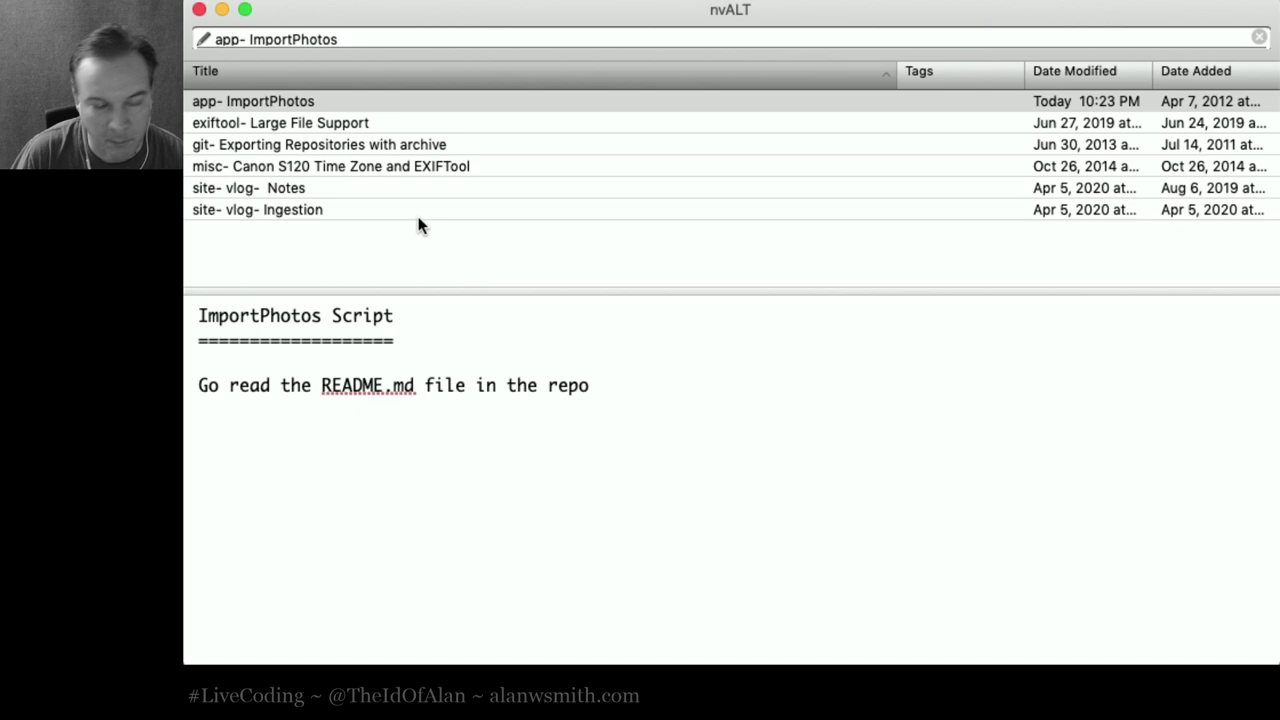 nvALT
app- ImportPhotos
Title Tags Date Modified Date Added
app- ImportPhotos Today 10:23 PM Apr 7, 2012 at...
exiftool- Large File Support Jun 27, 2019 at... Jun 24, 2019 a...
git- Exporting Repositories with archive Jun 30, 2013 a... Jul 14, 2011 at...
misc- Canon S120 Time Zone and EXIFTool Oct 26, 2014 a... Oct 26, 2014 a...
site- vlog- Notes Apr 5, 2020 at... Aug 6, 2019 at...
site- vlog- Ingestion Apr 5, 2020 at... Apr 5, 2020 at...
ImportPhotos Script
===================
Go read the README.md file in the repo
#LiveCoding ~ @TheIdOfAlan ~ alanwsmith.com